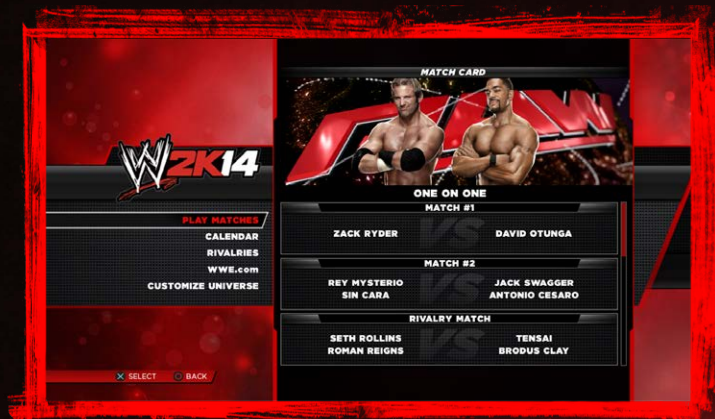 MATCH CARD
RAW
W2K14
ONE ON ONE
MATCH #1
ZACK RYDER VS DAVID OTUNGA
PLAY MATCHES
CALENDAR
RIVALRIES
WWE.com
CUSTOMIZE UNIVERSE
MATCH #2
REY MYSTERIO VS JACK SWAGGER
SIN CARA ANTONIO CESARO
RIVALRY MATCH
SETH ROLLINS VS TENSAI
ROMAN REIGNS BRODUS CLAY
X SELECT O BACK